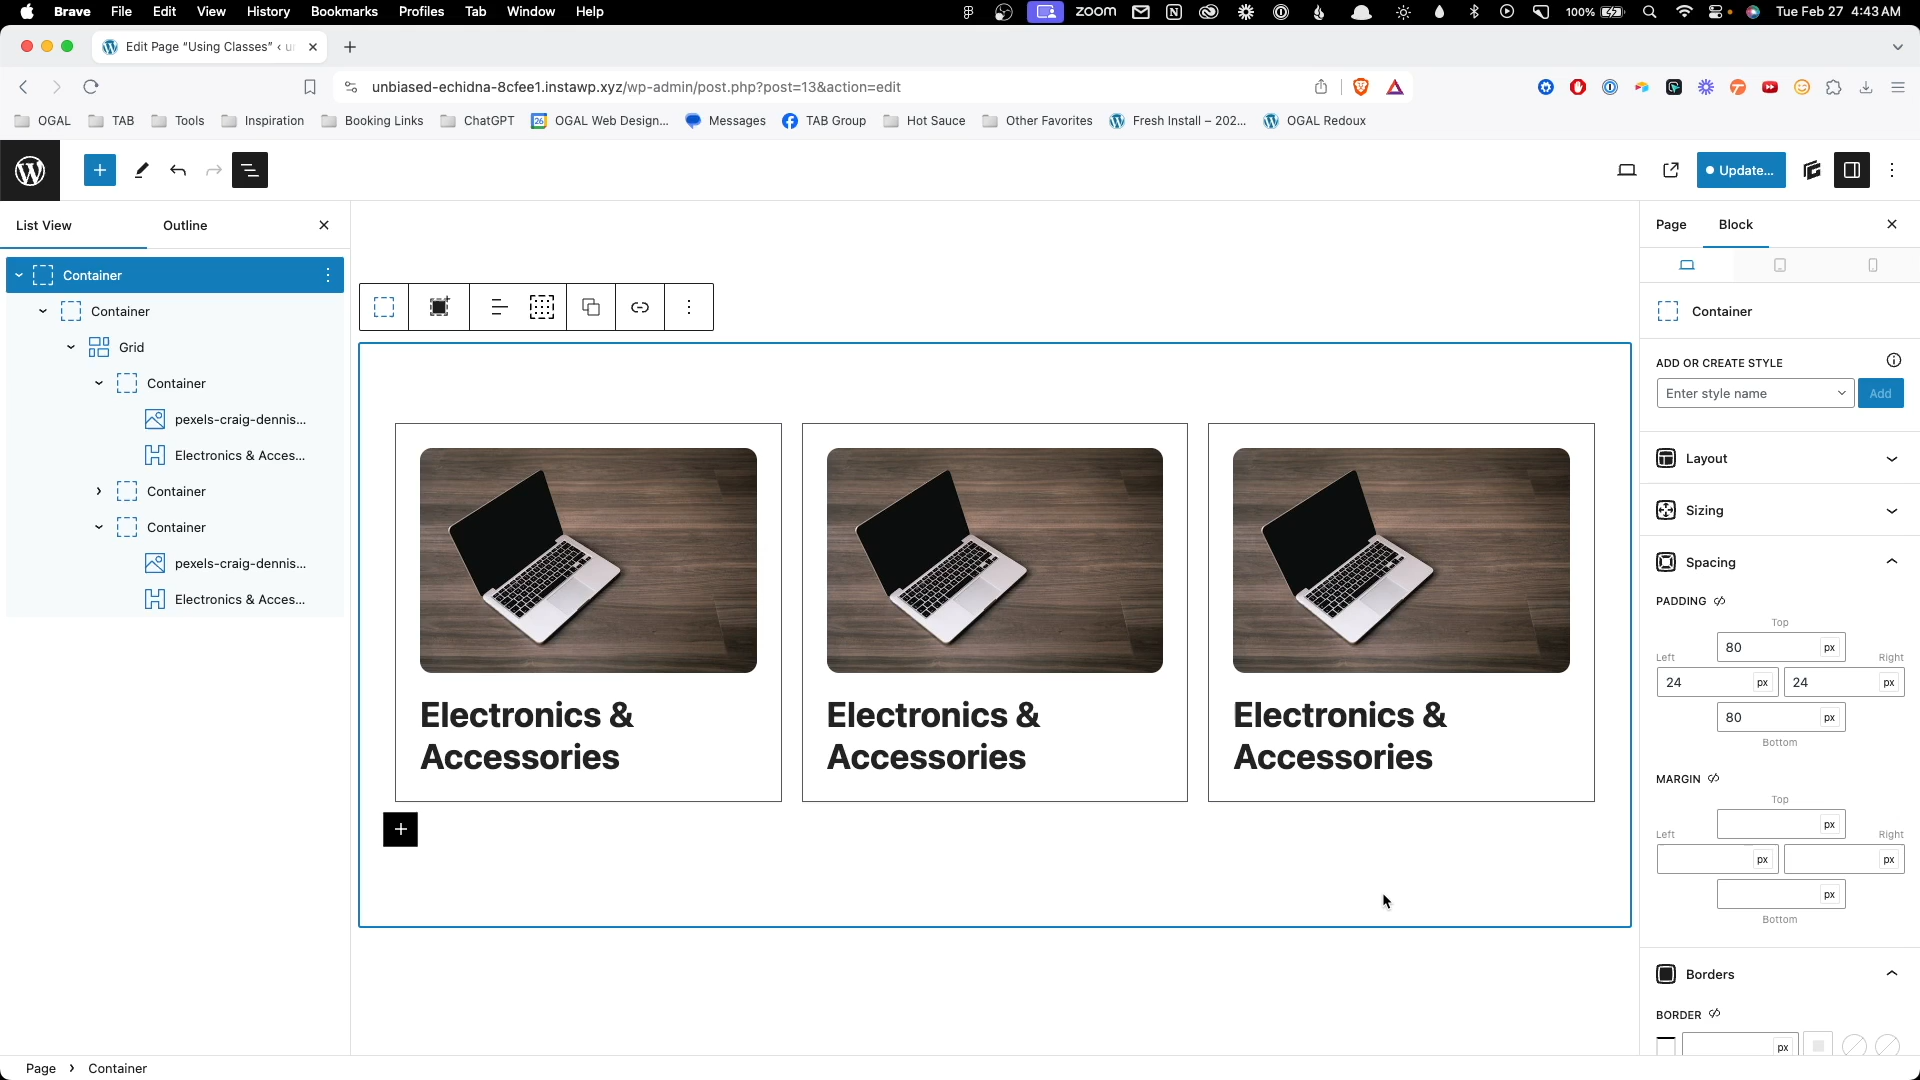 Brave File Edit View History Bookmarks Profiles Tab Window Help zoom 100% Tue Feb 27 4:43 AM
Edit Page “Using Classes” ‹ u
unbiased-echidna-8cfee1.instawp.xyz/wp-admin/post.php?post=13&action=edit
OGAL TAB Tools Inspiration Booking Links ChatGPT 26 OGAL Web Design... Messages TAB Group Hot Sauce Other Favorites Fresh Install – 202... OGAL Redoux
Update...
List View Outline
Page Block
Container
Container
Grid
Container
pexels-craig-dennis...
Electronics & Acces...
Container
Container
pexels-craig-dennis...
Electronics & Acces...
Electronics & Accessories
Electronics & Accessories
Electronics & Accessories
Container
ADD OR CREATE STYLE
Enter style name Add
Layout
Sizing
Spacing
PADDING
Top
80 px
Left Right
24 px 24 px
80 px
Bottom
MARGIN
Top
px
Left Right
px px
px
Bottom
Borders
BORDER
px
Page › Container